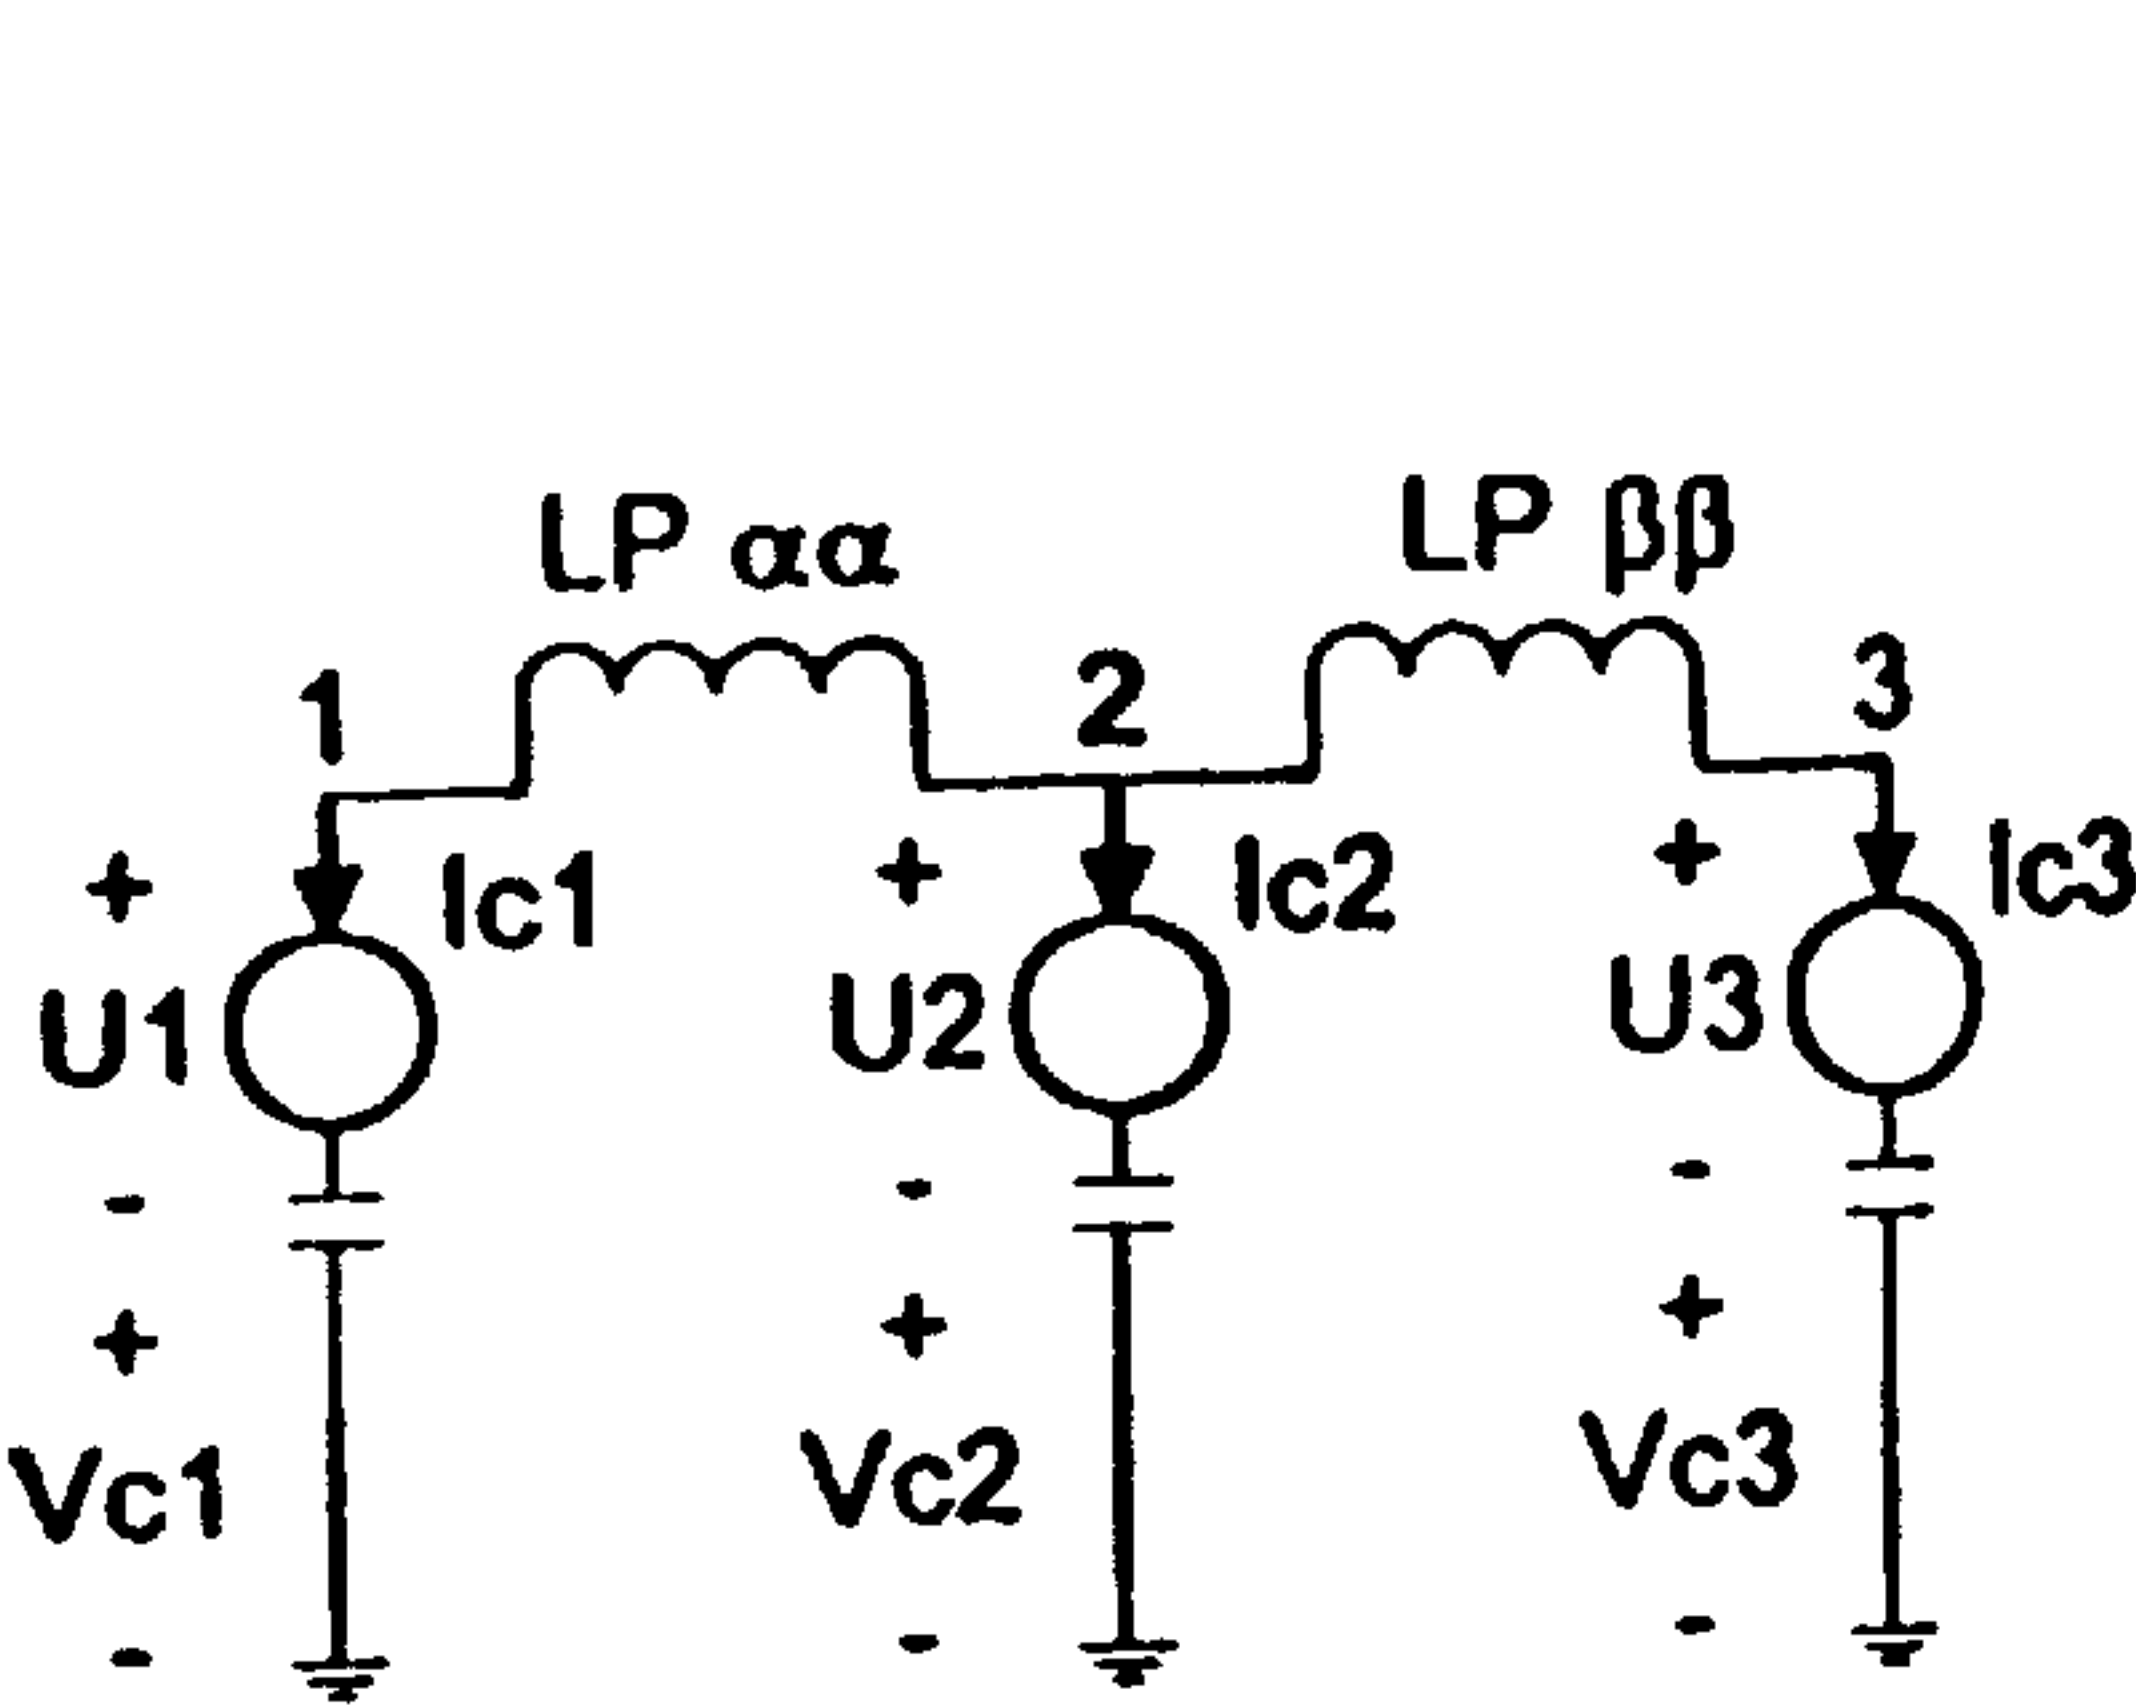 LP αα
LP ββ
1
2
3
+
Ic1
+
Ic2
+
Ic3
U1
U2
U3
-
-
-
+
+
+
Vc1
Vc2
Vc3
-
-
-